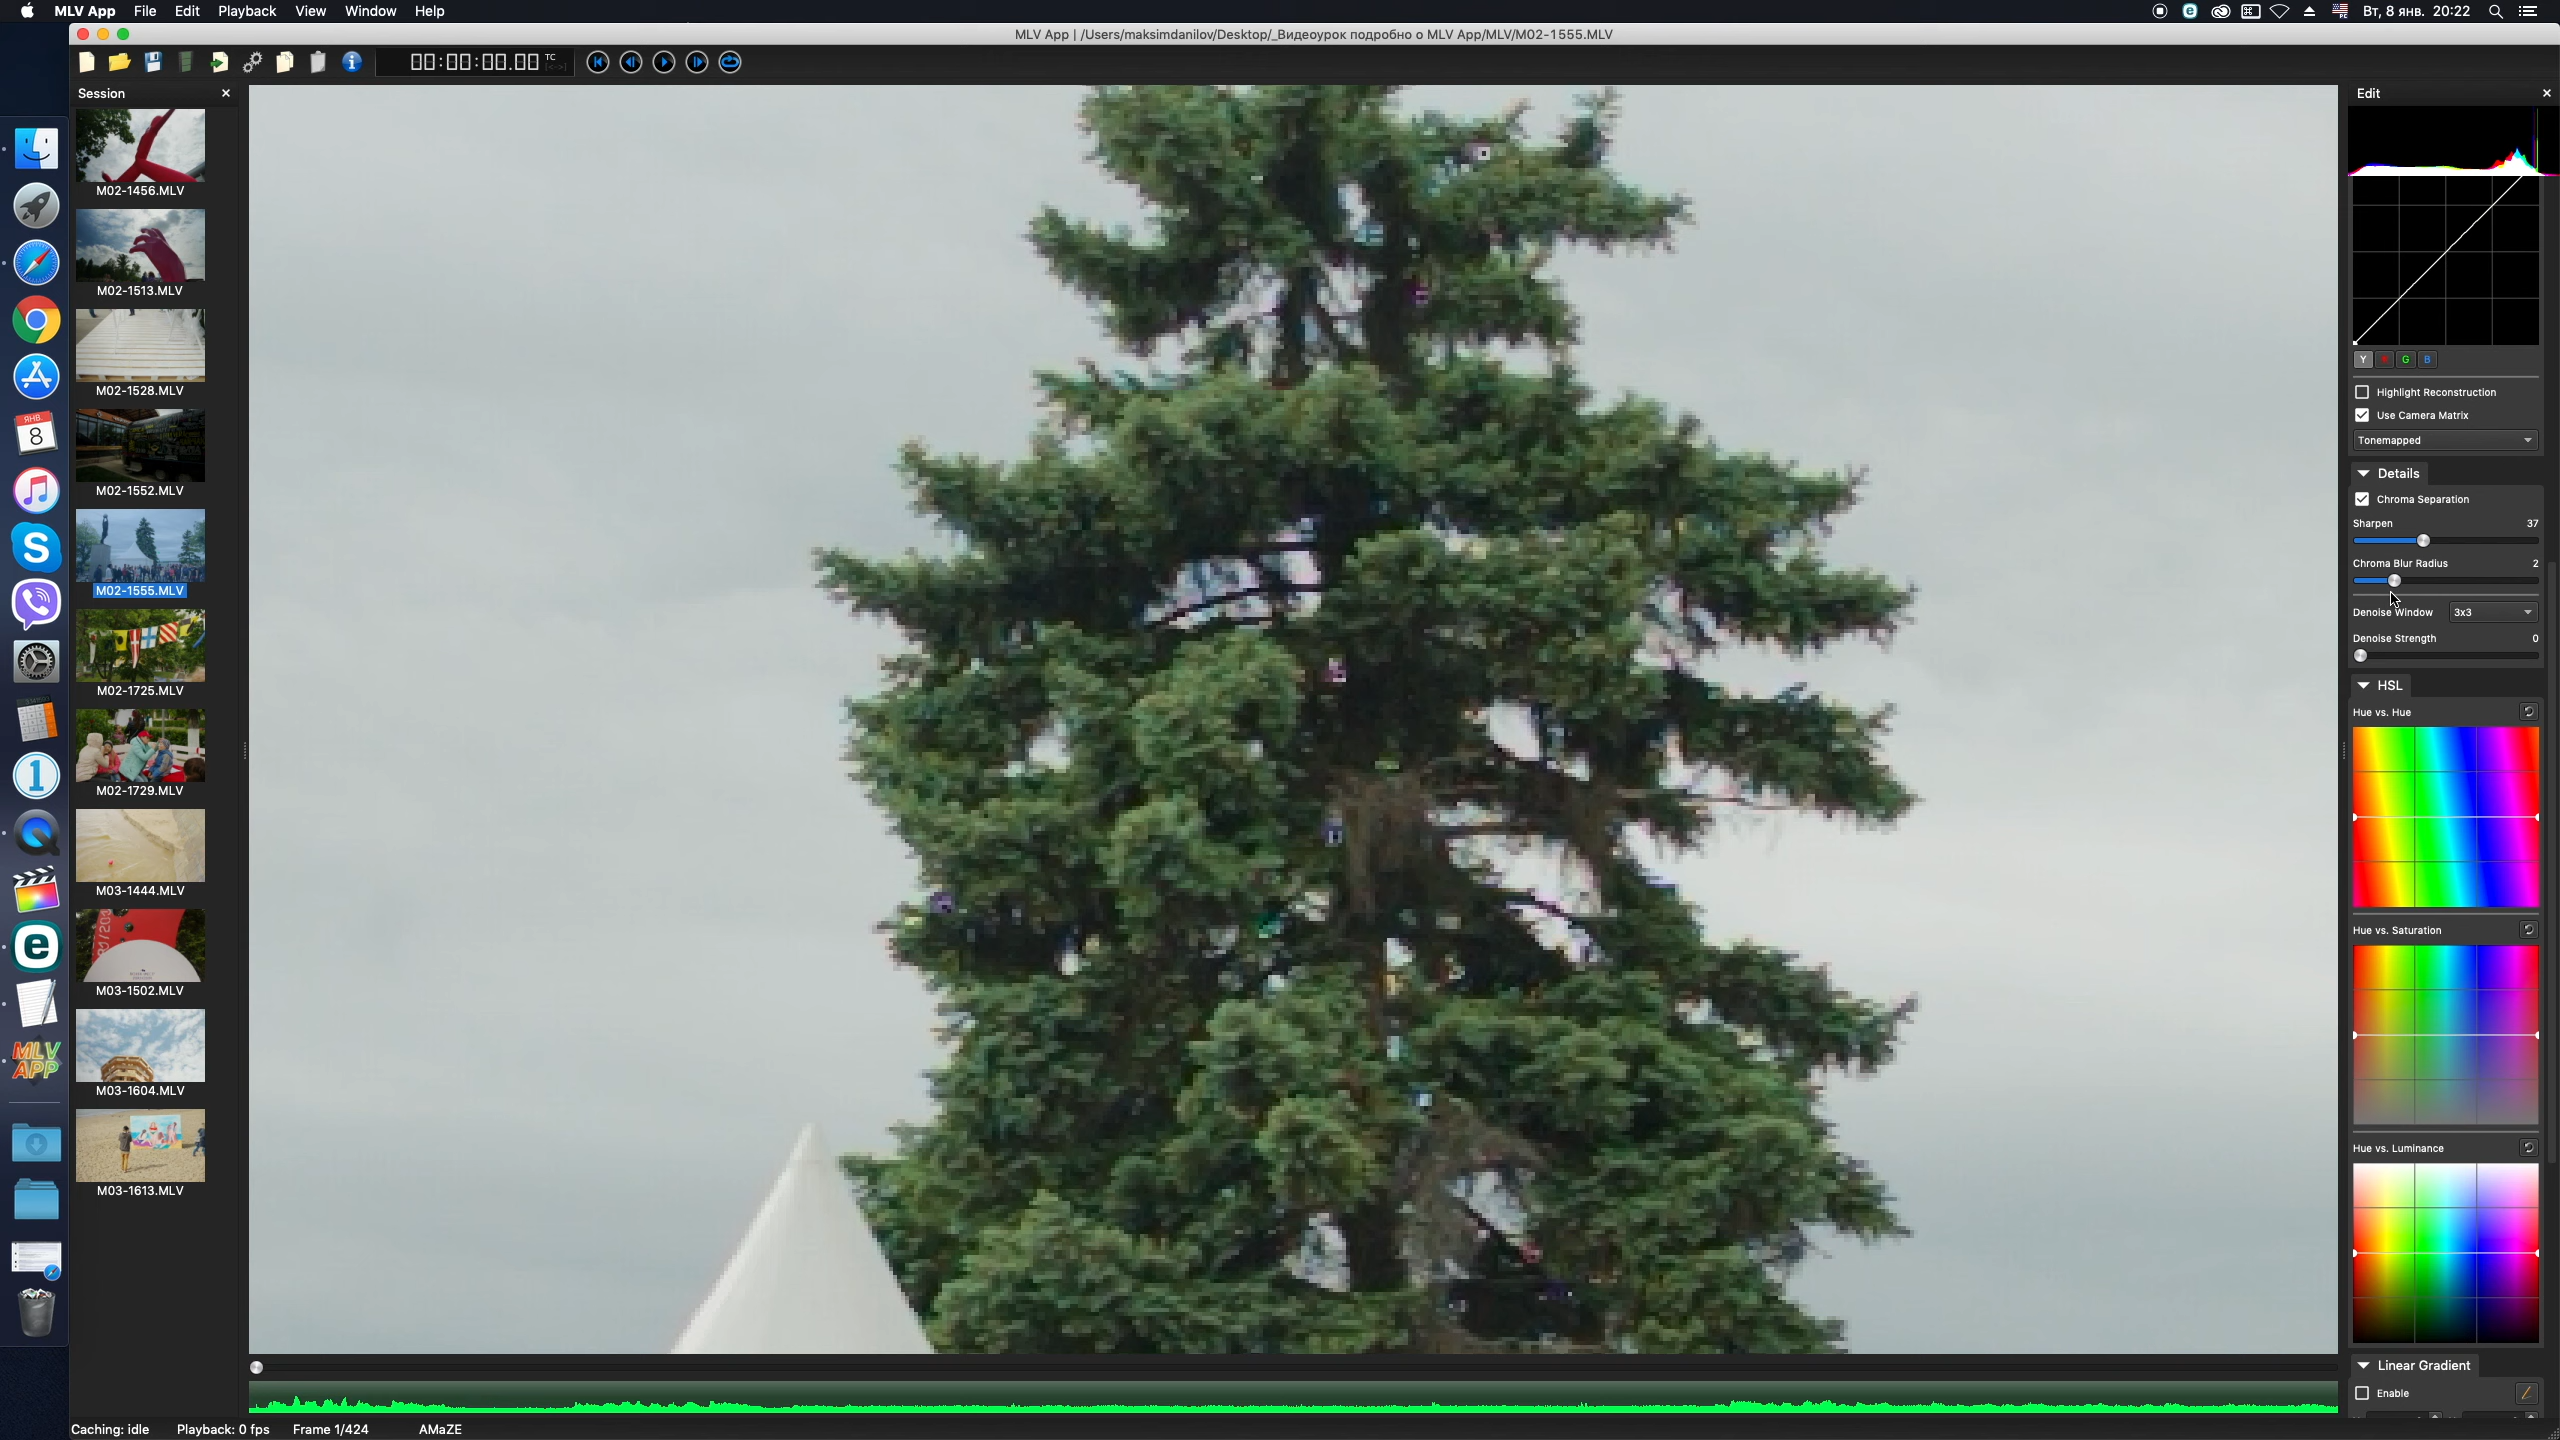 MLV App File Edit Playback View Window Help
Вт, 8 янв. 20:22
MLV App | /Users/maksimdanilov/Desktop/_Видеоурок подробно о MLV App/MLV/M02-1555.MLV
00:00:00.00 TC
Session
Edit
M02-1456.MLV
M02-1513.MLV
M02-1528.MLV
M02-1552.MLV
M02-1555.MLV
M02-1725.MLV
M02-1729.MLV
M03-1444.MLV
M03-1502.MLV
M03-1604.MLV
M03-1613.MLV
ЯНВ.
8
MLV
APP
Y G B
Highlight Reconstruction
Use Camera Matrix
Tonemapped
Details
Chroma Separation
Sharpen 37
Chroma Blur Radius 2
Denoise Window 3x3
Denoise Strength 0
HSL
Hue vs. Hue
Hue vs. Saturation
Hue vs. Luminance
Linear Gradient
Enable
Caching: idle Playback: 0 fps Frame 1/424 AMaZE